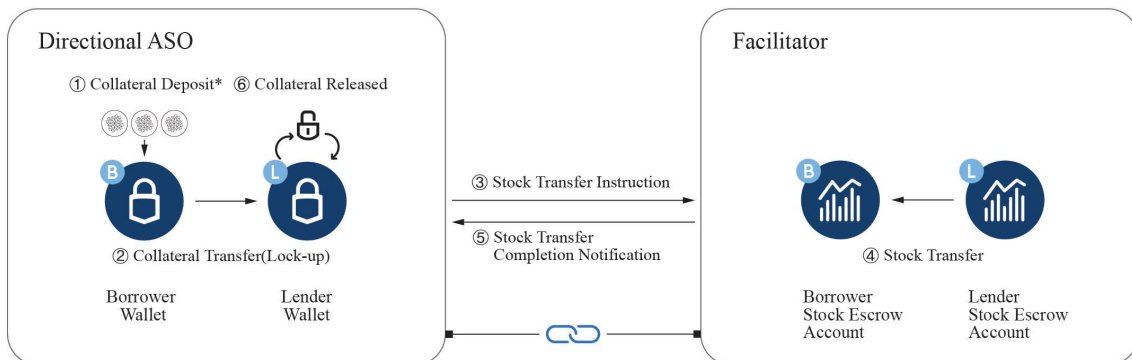 Directional ASO
① Collateral Deposit*
⑥ Collateral Released
B
L
② Collateral Transfer(Lock-up)
Borrower
Wallet
Lender
Wallet
③ Stock Transfer Instruction
⑤ Stock Transfer
Completion Notification
Facilitator
B
L
④ Stock Transfer
Borrower
Stock Escrow
Account
Lender
Stock Escrow
Account